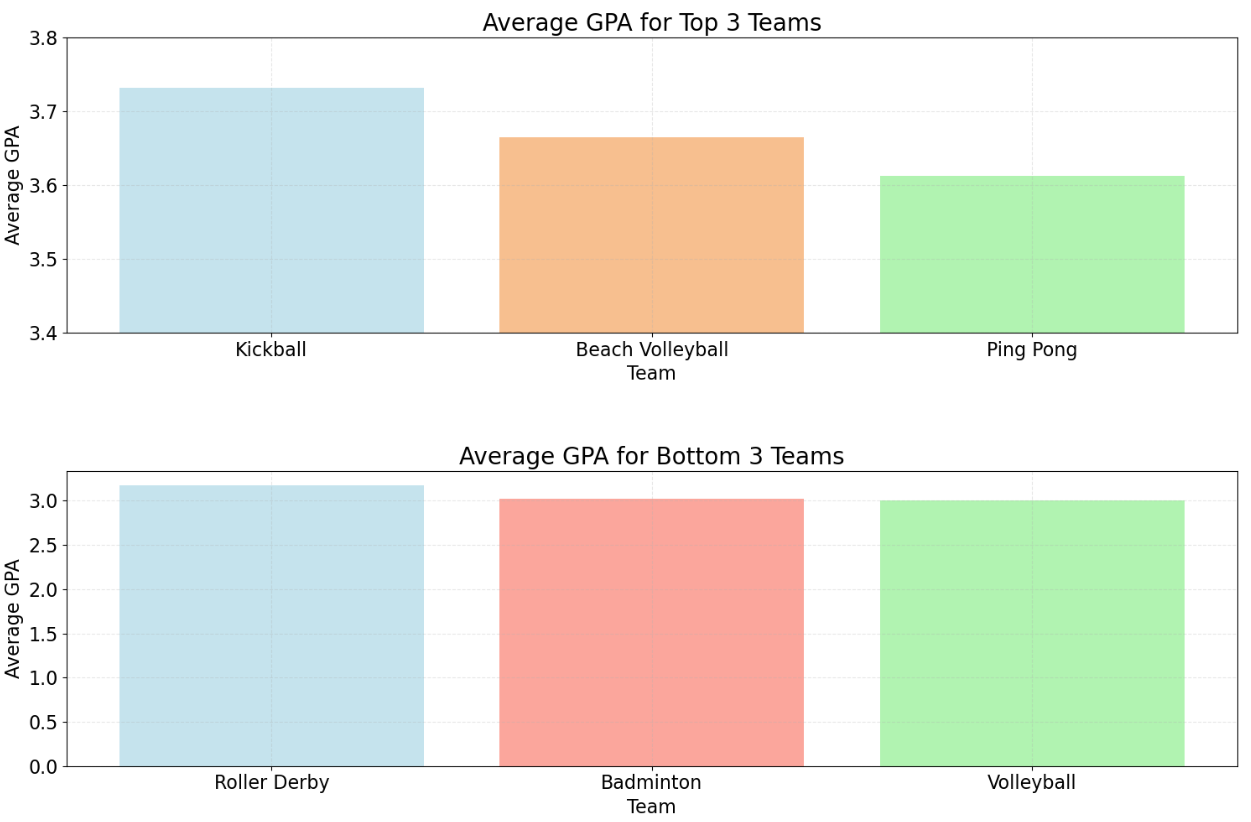 Average GPA for Top 3 Teams
3.8
3.7
3.6
3.5
3.4
Average GPA
Kickball Beach Volleyball Ping Pong
Team
Average GPA for Bottom 3 Teams
3.0
2.5
2.0
1.5
1.0
0.5
0.0
Average GPA
Roller Derby Badminton Volleyball
Team